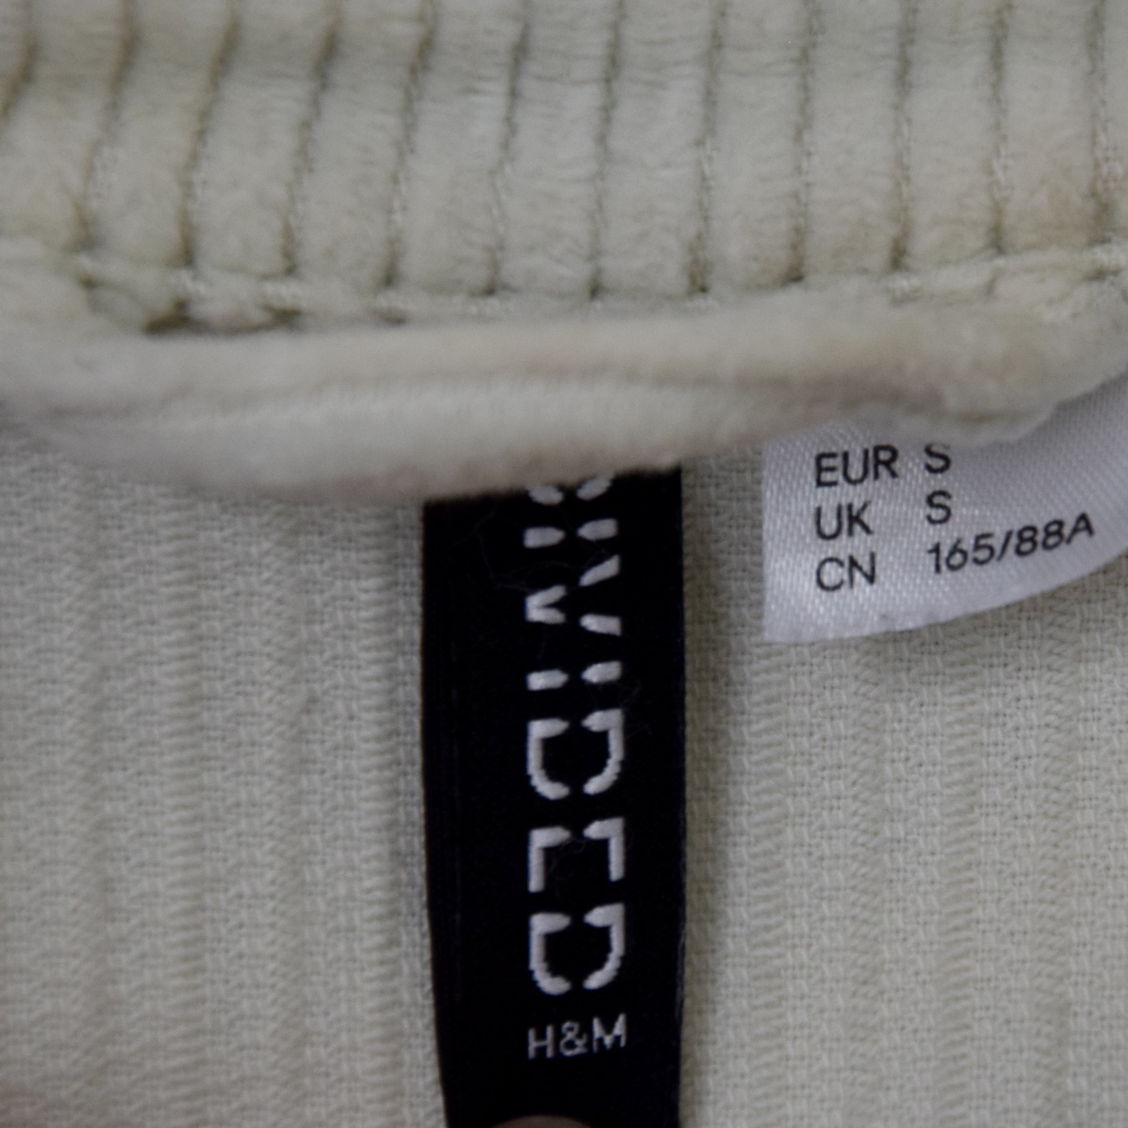 DIVIDED
H&M
EUR S
UK S
CN 165/88A